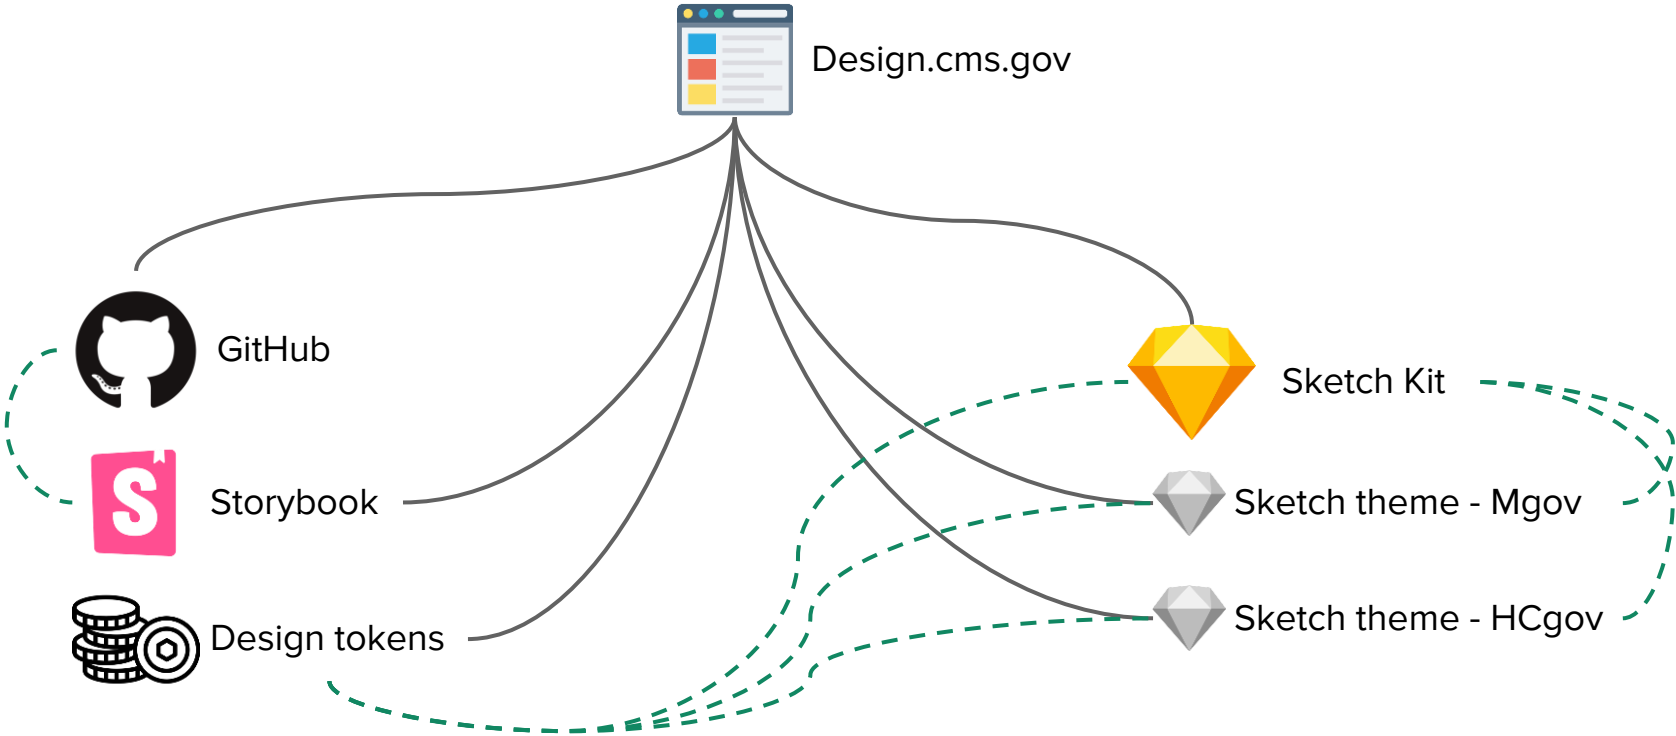 Design.cms.gov
GitHub
Sketch Kit
S
Storybook
Sketch theme - Mgov
Sketch theme - HCgov
Design tokens